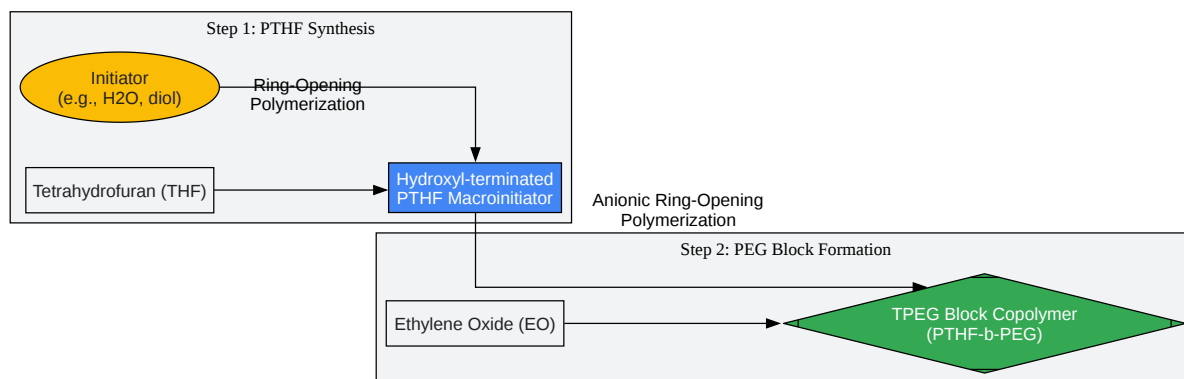 Step 1: PTHF Synthesis
Initiator
(e.g., H2O, diol)
Ring-Opening
Polymerization
Tetrahydrofuran (THF)
Hydroxyl-terminated
PTHF Macroinitiator
Anionic Ring-Opening
Polymerization
Step 2: PEG Block Formation
Ethylene Oxide (EO)
TPEG Block Copolymer
(PTHF-b-PEG)